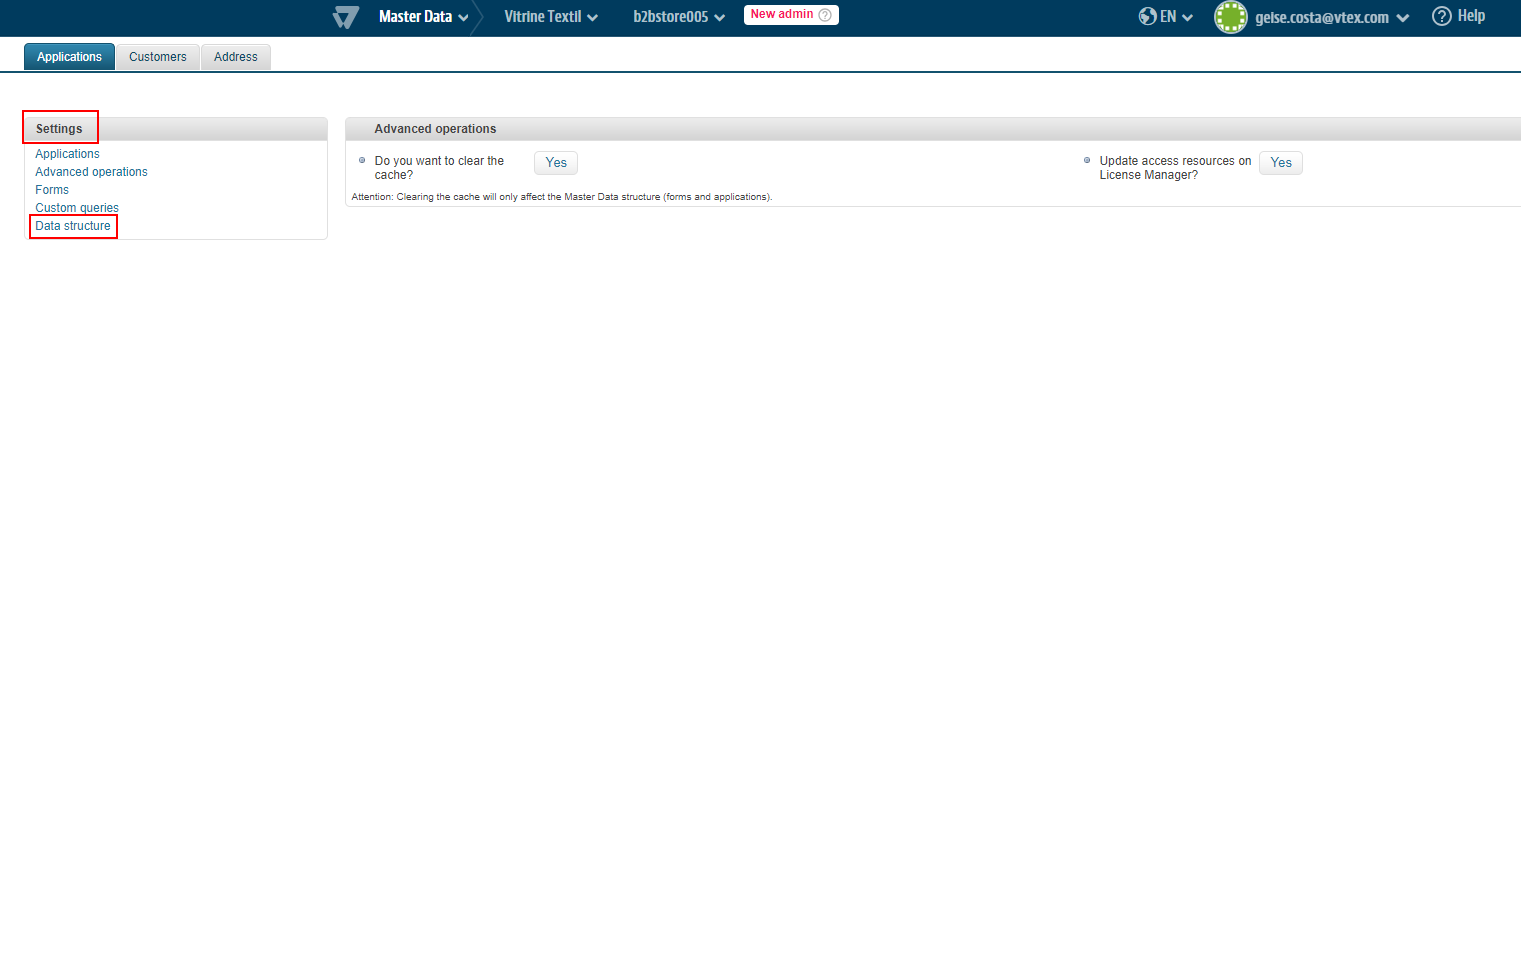 Master Data
Vitrine Textil
b2bstore005
New admin ?
EN
geise.costa@vtex.com
? Help
Applications
Customers
Address
Settings
Applications
Advanced operations
Forms
Custom queries
Data structure
Advanced operations
Do you want to clear the
cache?
Yes
Update access resources on
License Manager?
Yes
Attention: Clearing the cache will only affect the Master Data structure (forms and applications).